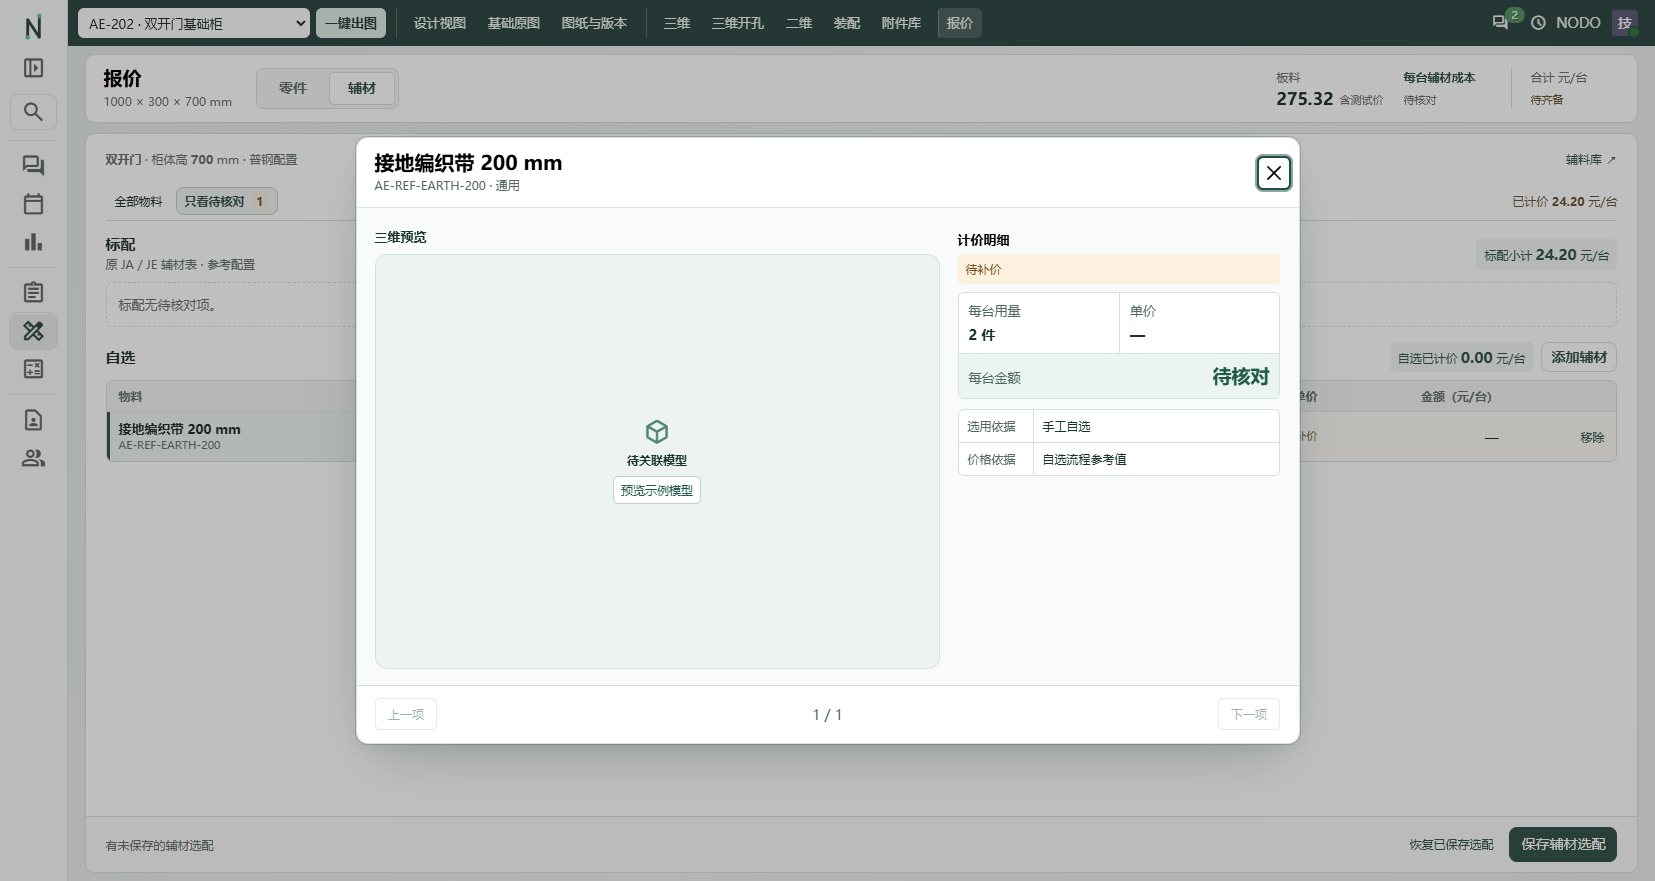 N
AE-202 · 双开门基础柜
一键出图
设计视图
基础原图
图纸与版本
三维
三维开孔
二维
装配
附件库
报价
2
NODO
技
报价
1000 × 300 × 700 mm
零件
辅材
板料
275.32 含测试价
每台辅材成本
待核对
合计 元/台
待齐备
双开门 · 柜体高 700 mm · 普钢配置
辅料库 ↗
全部物料
只看待核对 1
已计价 24.20 元/台
标配
原 JA / JE 辅材表 · 参考配置
标配小计 24.20 元/台
标配无待核对项。
自选
自选已计价 0.00 元/台
添加辅材
物料
金额（元/台）
接地编织带 200 mm
AE-REF-EARTH-200
—
移除
接地编织带 200 mm
AE-REF-EARTH-200 · 通用
三维预览
待关联模型
预览示例模型
计价明细
待补价
每台用量
2 件
单价
—
每台金额
待核对
选用依据
手工自选
价格依据
自选流程参考值
上一项
1 / 1
下一项
有未保存的辅材选配
恢复已保存选配
保存辅材选配